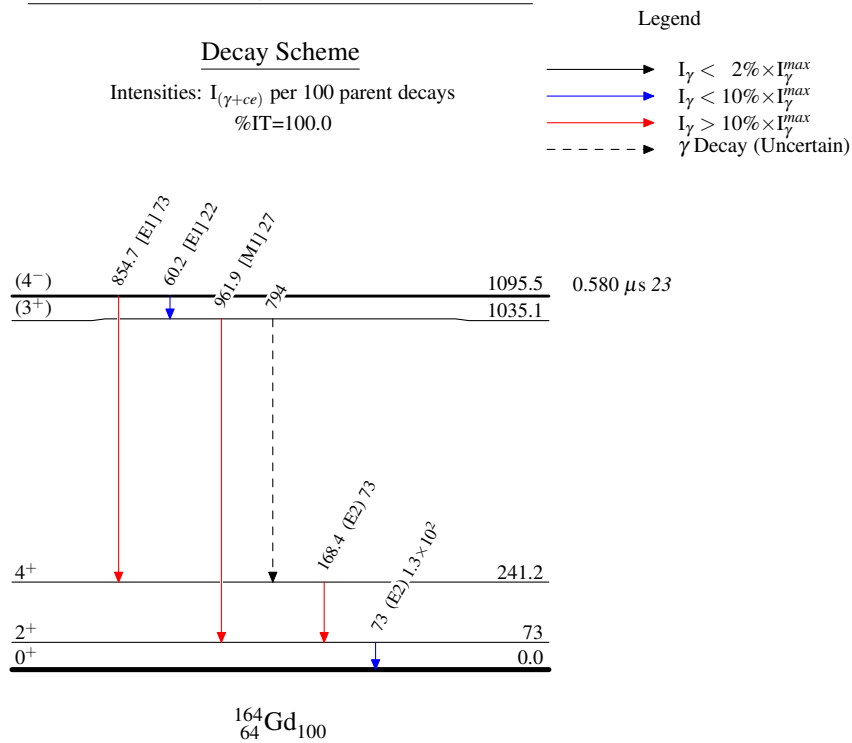 Decay Scheme
Intensities: I(γ+ce) per 100 parent decays
%IT=100.0
Legend
Iγ < 2%×Iγmax
Iγ < 10%×Iγmax
Iγ > 10%×Iγmax
γ Decay (Uncertain)
854.7 [E1] 73
60.2 [E1] 22
961.9 [M1] 27
794
(4−) 1095.5 0.580 μs 23
(3+) 1035.1
168.4 (E2) 73
73 (E2) 1.3×10²
4+ 241.2
2+ 73
0+ 0.0
¹⁶⁴₆₄Gd₁₀₀